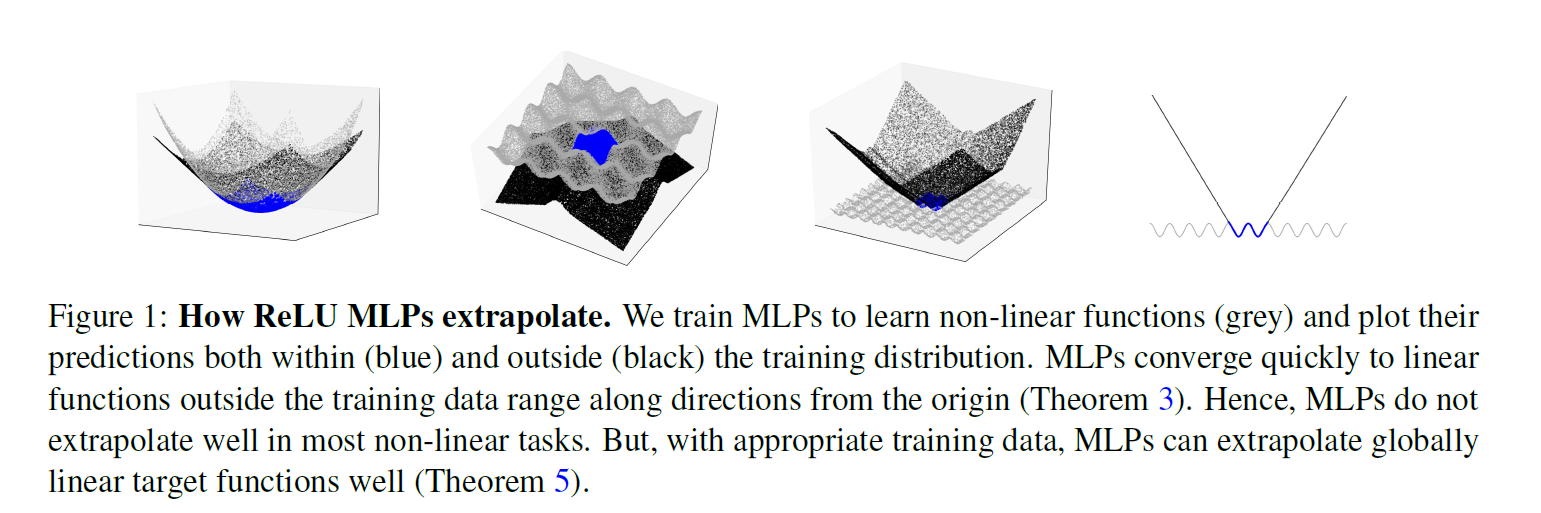 Figure 1: How ReLU MLPs extrapolate. We train MLPs to learn non-linear functions (grey) and plot their
predictions both within (blue) and outside (black) the training distribution. MLPs converge quickly to linear
functions outside the training data range along directions from the origin (Theorem 3). Hence, MLPs do not
extrapolate well in most non-linear tasks. But, with appropriate training data, MLPs can extrapolate globally
linear target functions well (Theorem 5).